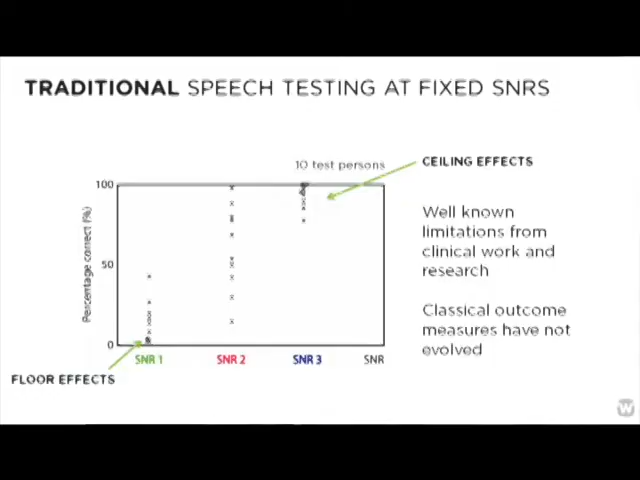 TRADITIONAL SPEECH TESTING AT FIXED SNRS
10 test persons
CEILING EFFECTS
100
50
0
Percentage correct (%)
SNR 1
SNR 2
SNR 3
SNR
FLOOR EFFECTS
Well known
limitations from
clinical work and
research
Classical outcome
measures have not
evolved
W